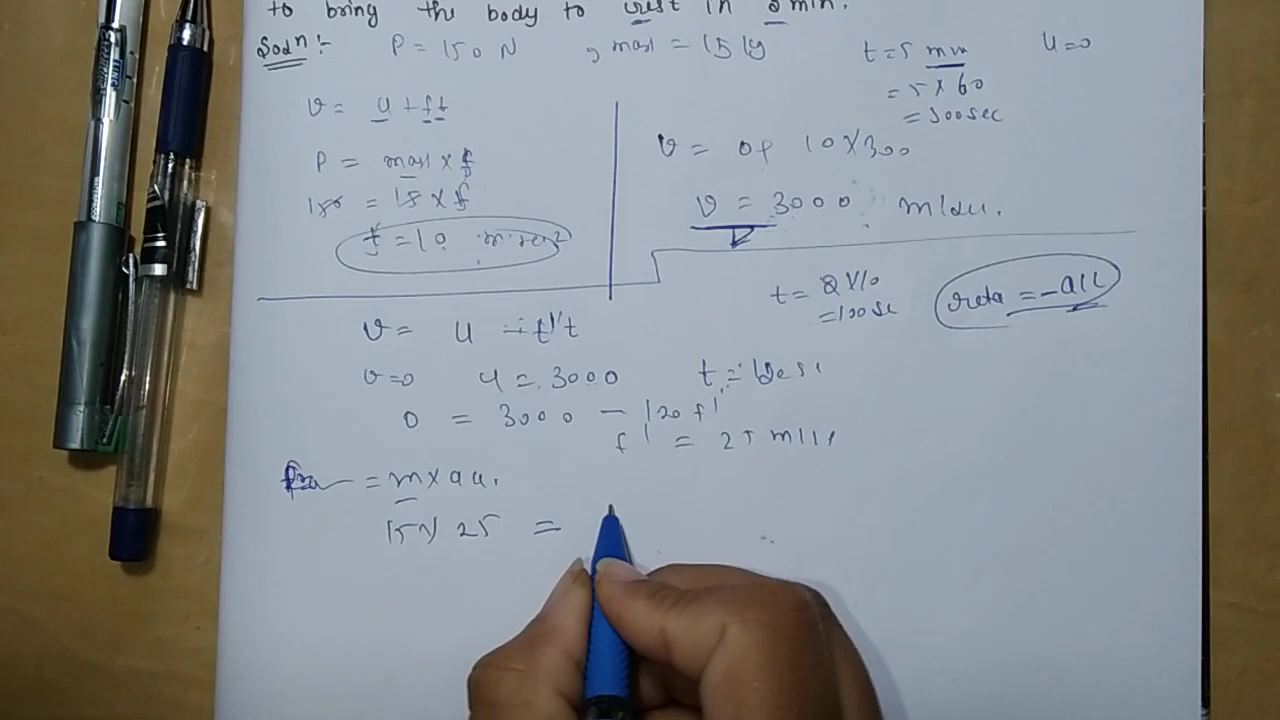 to bring the body to rest in 2 min.
Solⁿ:- P = 150 N , mass = 15 kg t = 5 min u=0
= 5 x 60
= 300sec
v = u + ft
v = 0+ 10 x 300
P = mass x f
150 = 15 x f
v = 3000 m/sec.
f = 10 m/sec²
t = 2 x 60
= 120 sec
reta = -acc
v = u - f't
v=0 u = 3000 t = 120 sec
0 = 3000 - 120 f'
f' = 25 m/s
= m x acc.
15 x 25 =